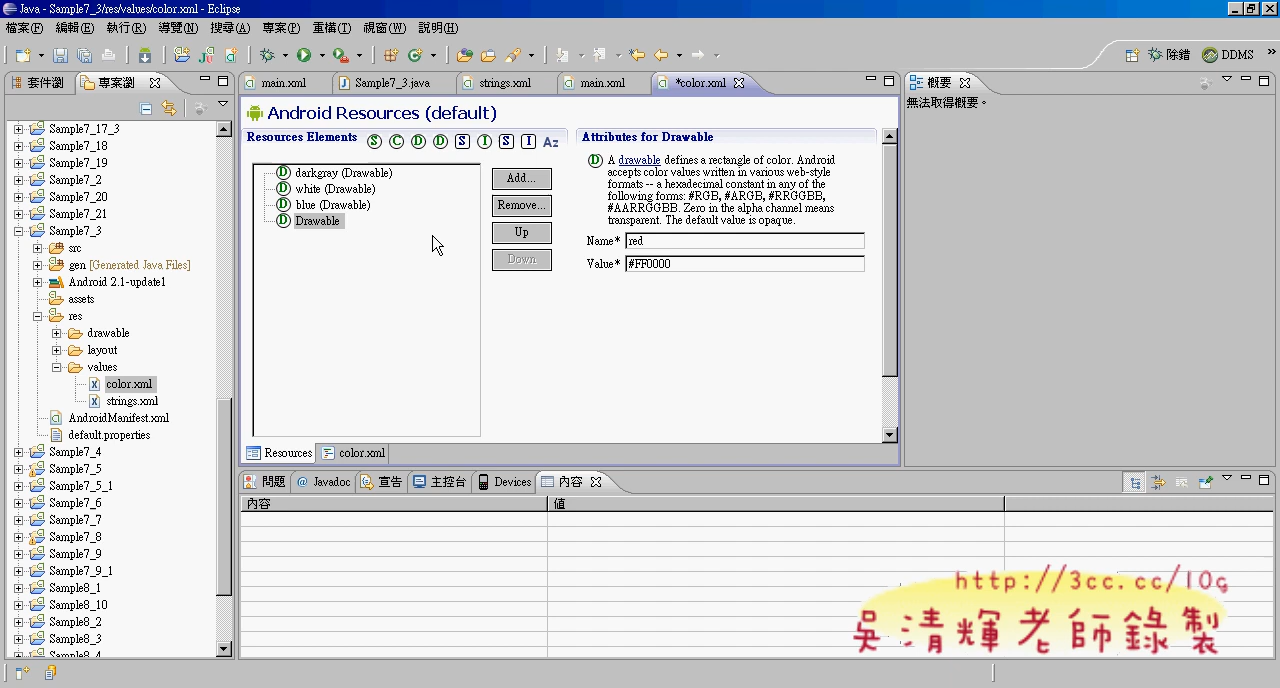 Java - Sample7_3/res/values/color.xml - Eclipse
檔案(F) 編輯(E) 執行(R) 導覽(N) 搜尋(A) 專案(P) 重構(T) 視窗(W) 說明(H)
除錯 DDMS
套件瀏 專案瀏
Sample7_17_3
Sample7_18
Sample7_19
Sample7_2
Sample7_20
Sample7_21
Sample7_3
src
gen [Generated Java Files]
Android 2.1-update1
assets
res
drawable
layout
values
color.xml
strings.xml
AndroidManifest.xml
default.properties
Sample7_4
Sample7_5
Sample7_5_1
Sample7_6
Sample7_7
Sample7_8
Sample7_9
Sample7_9_1
Sample8_1
Sample8_10
Sample8_2
Sample8_3
Sample8_4
main.xml Sample7_3.java strings.xml main.xml *color.xml
Android Resources (default)
Resources Elements S C D D S I S I Az
D darkgray (Drawable)
D white (Drawable)
D blue (Drawable)
D Drawable
Add...
Remove...
Up
Down
Attributes for Drawable
D A drawable defines a rectangle of color. Android
accepts color values written in various web-style
formats -- a hexadecimal constant in any of the
following forms: #RGB, #ARGB, #RRGGBB,
#AARRGGBB. Zero in the alpha channel means
transparent. The default value is opaque.
Name* red
Value* #FF0000
Resources color.xml
概要
無法取得概要。
問題 @ Javadoc 宣告 主控台 Devices 內容
內容 值
http://3cc.cc/10g
吳清輝老師錄製